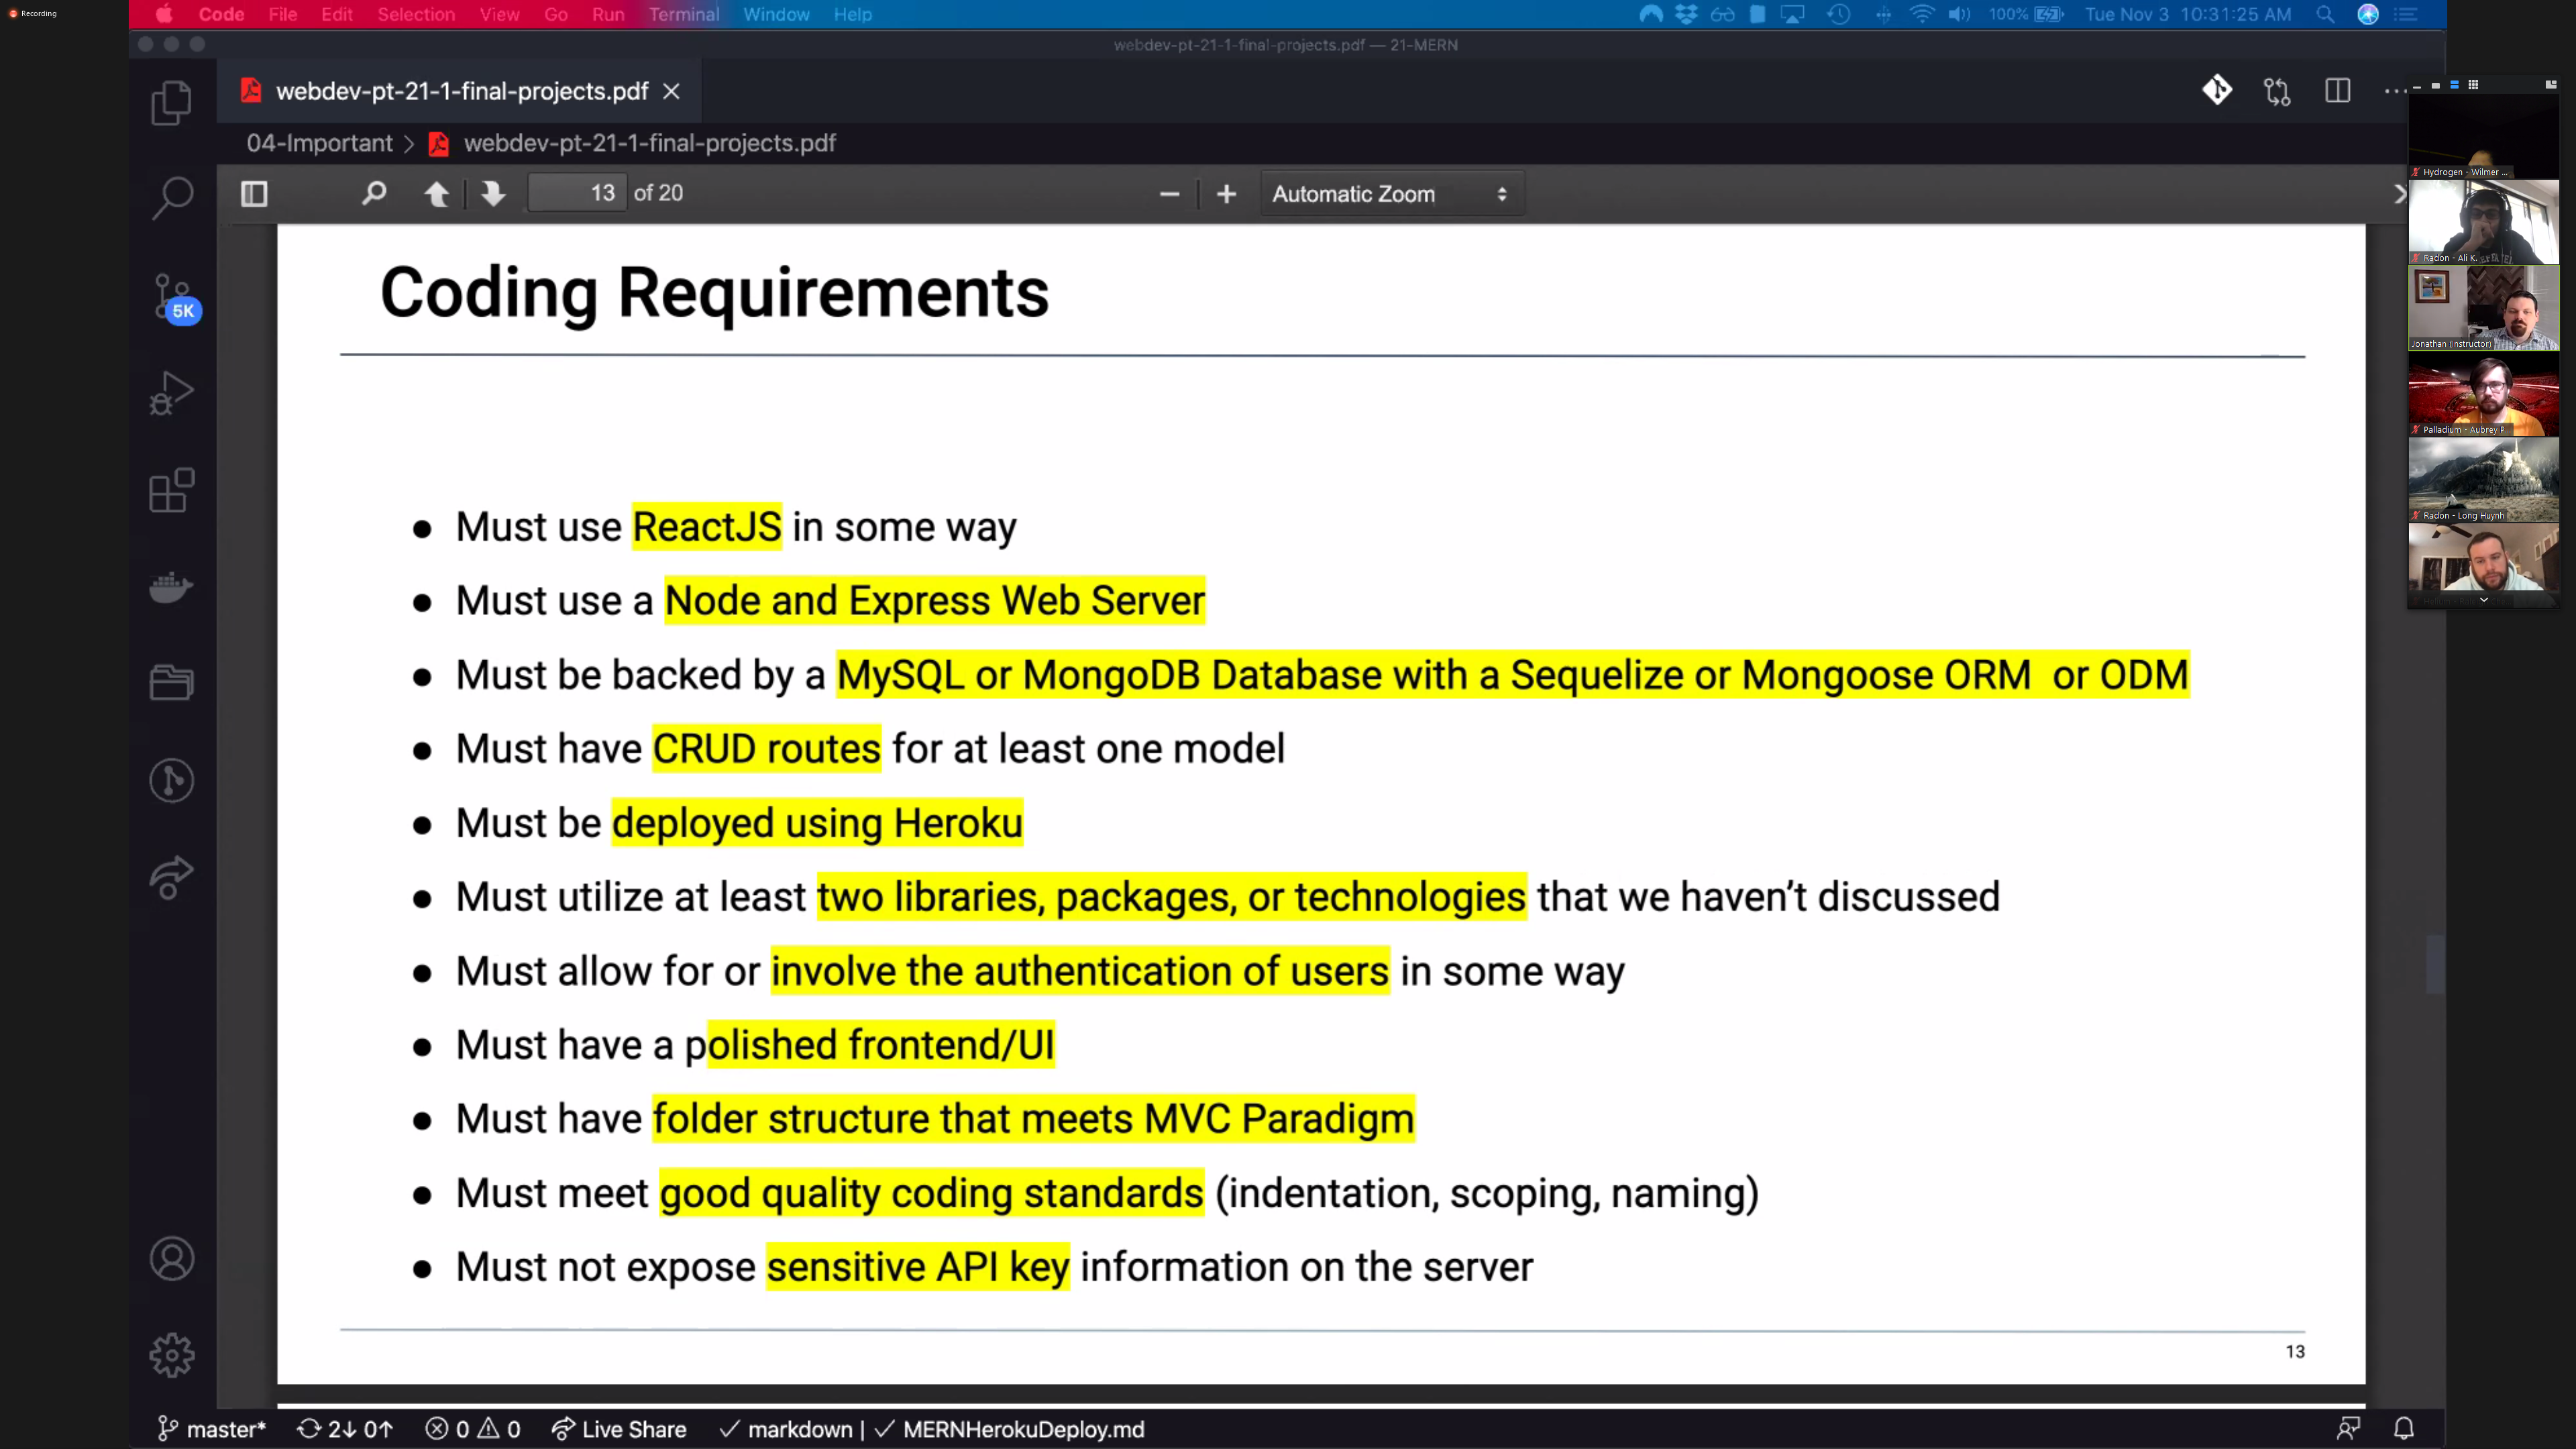 Recording
Code File Edit Selection View Go Run Terminal Window Help 100% Tue Nov 3 10:31:25 AM
webdev-pt-21-1-final-projects.pdf — 21-MERN
webdev-pt-21-1-final-projects.pdf
04-Important > webdev-pt-21-1-final-projects.pdf
13 of 20 Automatic Zoom
5K
Coding Requirements
● Must use ReactJS in some way
● Must use a Node and Express Web Server
● Must be backed by a MySQL or MongoDB Database with a Sequelize or Mongoose ORM or ODM
● Must have CRUD routes for at least one model
● Must be deployed using Heroku
● Must utilize at least two libraries, packages, or technologies that we haven’t discussed
● Must allow for or involve the authentication of users in some way
● Must have a polished frontend/UI
● Must have folder structure that meets MVC Paradigm
● Must meet good quality coding standards (indentation, scoping, naming)
● Must not expose sensitive API key information on the server
13
Hydrogen - Wilmer ...
Radon - Ali K.
Jonathan (Instructor)
Palladium - Aubrey P.
Radon - Long Huynh
master* 2↓ 0↑ 0 0 Live Share markdown | MERNHerokuDeploy.md